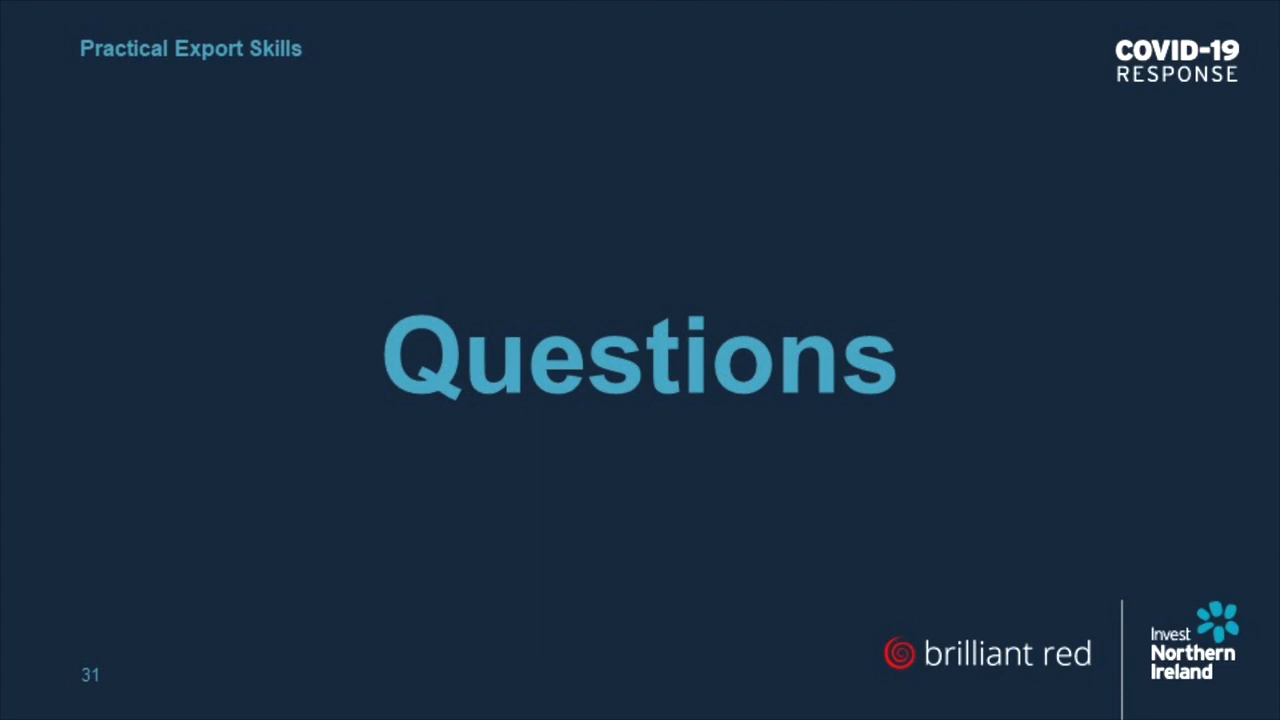 Practical Export Skills
COVID-19
RESPONSE
Questions
31
brilliant red
Invest
Northern
Ireland